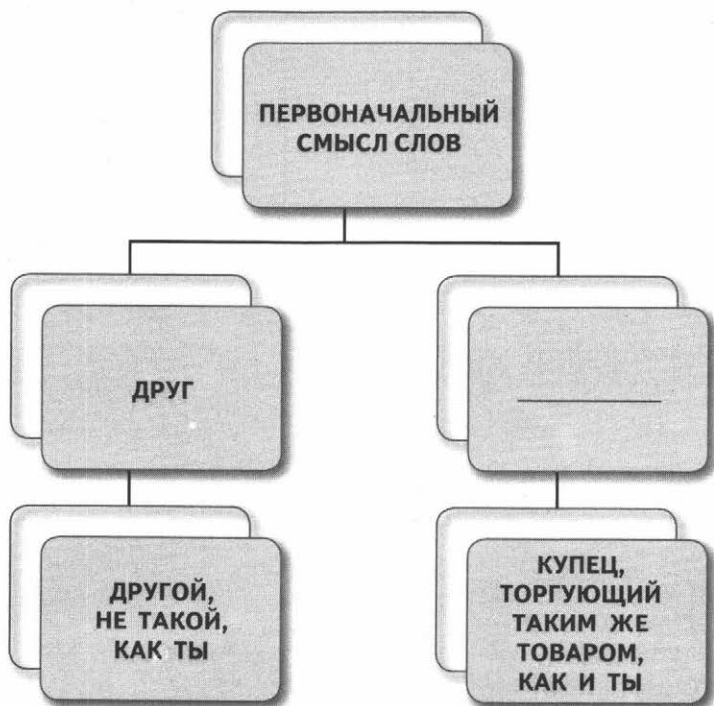 ПЕРВОНАЧАЛЬНЫЙ
СМЫСЛ СЛОВ
ДРУГ
ДРУГОЙ,
НЕ ТАКОЙ,
КАК ТЫ
КУПЕЦ,
ТОРГУЮЩИЙ
ТАКИМ ЖЕ
ТОВАРОМ,
КАК И ТЫ